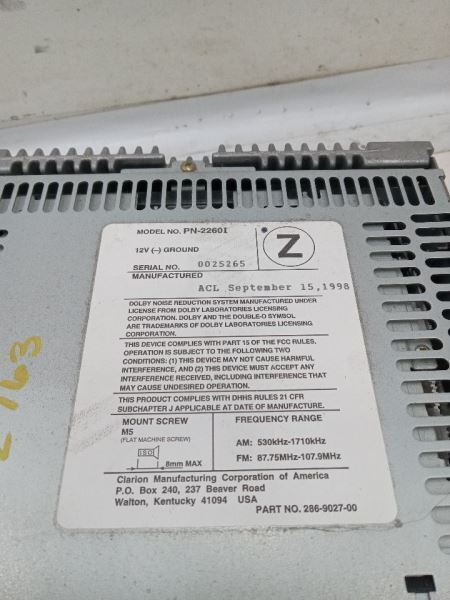 MODEL NO. PN-2260I
12V (–) GROUND
Z
SERIAL NO. 0025265
MANUFACTURED
ACL September 15,1998
DOLBY NOISE REDUCTION SYSTEM MANUFACTURED UNDER
LICENSE FROM DOLBY LABORATORIES LICENSING
CORPORATION. DOLBY AND THE DOUBLE-D SYMBOL
ARE TRADEMARKS OF DOLBY LABORATORIES LICENSING
CORPORATION.
THIS DEVICE COMPLIES WITH PART 15 OF THE FCC RULES.
OPERATION IS SUBJECT TO THE FOLLOWING TWO
CONDITIONS: (1) THIS DEVICE MAY NOT CAUSE HARMFUL
INTERFERENCE, AND (2) THIS DEVICE MUST ACCEPT ANY
INTERFERENCE RECEIVED, INCLUDING INTERFERENCE THAT
MAY CAUSE UNDESIRED OPERATION.
THIS PRODUCT COMPLIES WITH DHHS RULES 21 CFR
SUBCHAPTER J APPLICABLE AT DATE OF MANUFACTURE.
MOUNT SCREW
M5
(FLAT MACHINE SCREW)
ISO
8mm MAX
FREQUENCY RANGE
AM: 530kHz-1710kHz
FM: 87.75MHz-107.9MHz
Clarion Manufacturing Corporation of America
P.O. Box 240, 237 Beaver Road
Walton, Kentucky 41094 USA
PART NO. 286-9027-00